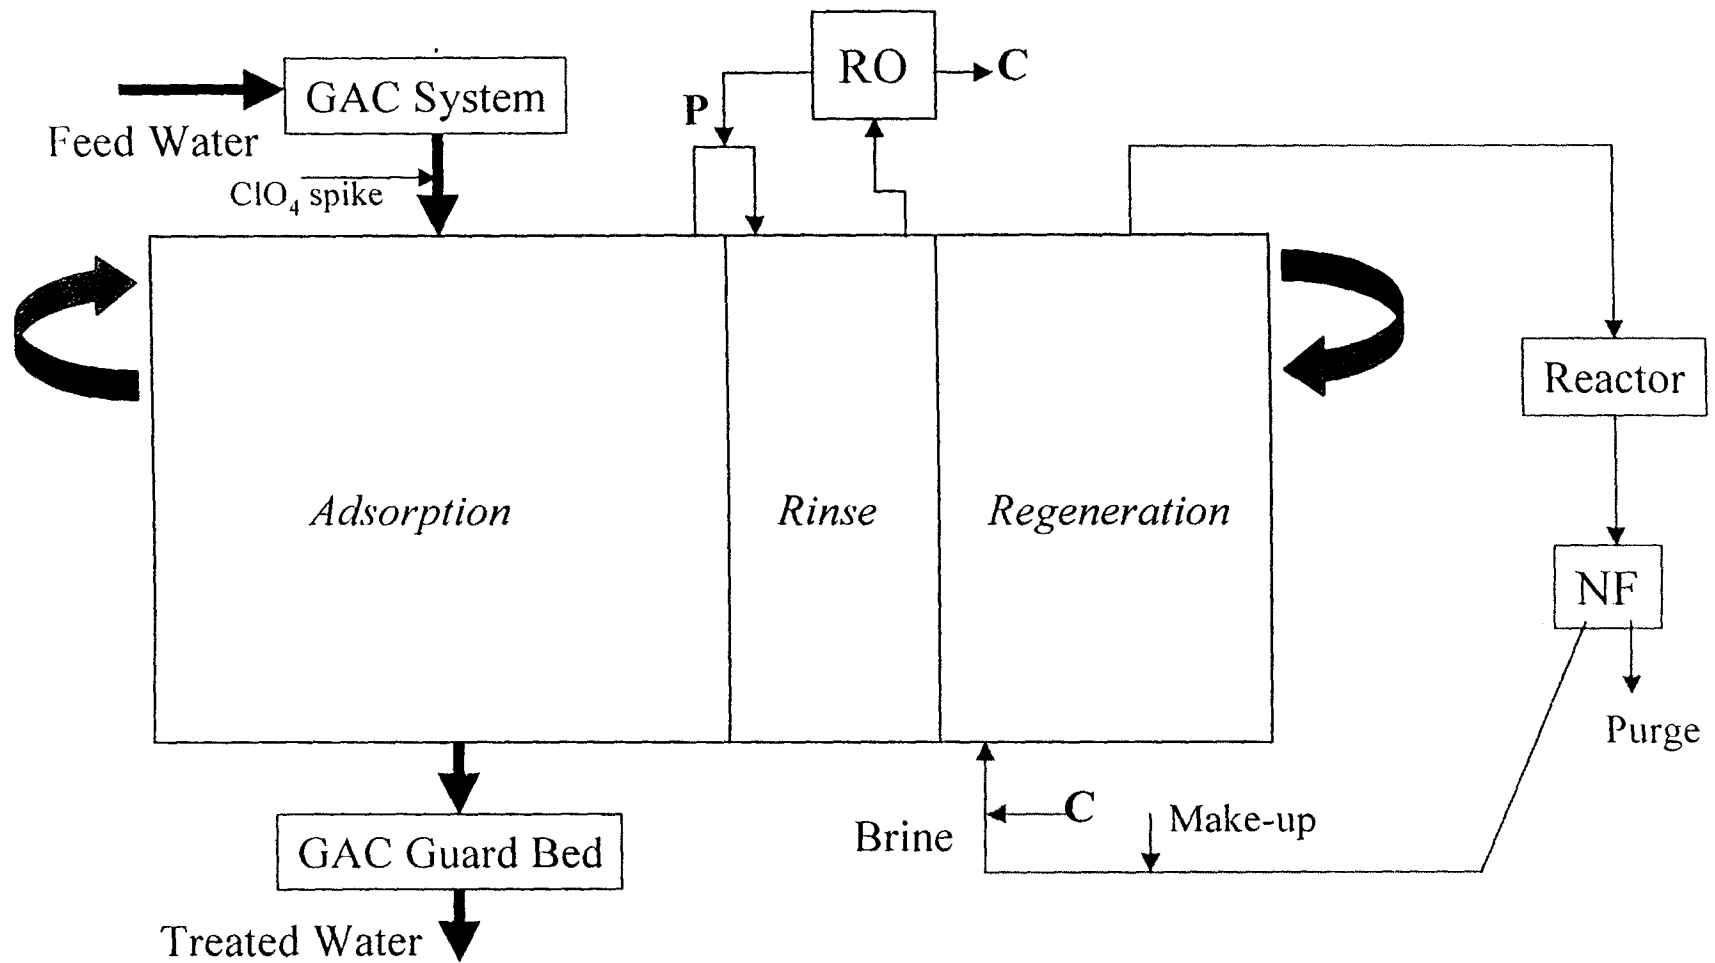 RO
C
GAC System
P
Feed Water
ClO4 spike
Reactor
Adsorption
Rinse
Regeneration
NF
Purge
C
Make-up
Brine
GAC Guard Bed
Treated Water